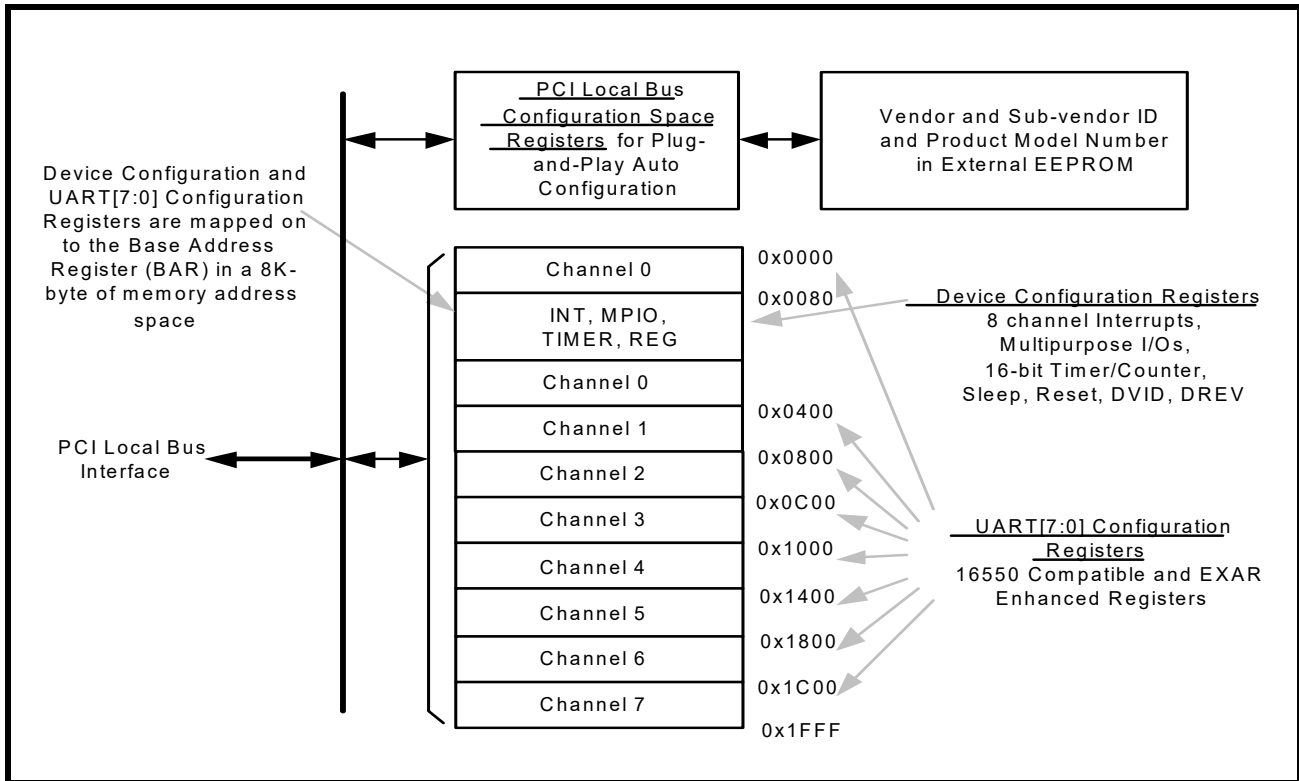 PCI Local Bus
Configuration Space
Registers for Plug-
and-Play Auto
Configuration
Vendor and Sub-vendor ID
and Product Model Number
in External EEPROM
Device Configuration and
UART[7:0] Configuration
Registers are mapped on
to the Base Address
Register (BAR) in a 8K-
byte of memory address
space
PCI Local Bus
Interface
Channel 0
INT, MPIO,
TIMER, REG
Channel 0
Channel 1
Channel 2
Channel 3
Channel 4
Channel 5
Channel 6
Channel 7
0x0000
0x0080
0x0400
0x0800
0x0C00
0x1000
0x1400
0x1800
0x1C00
0x1FFF
Device Configuration Registers
8 channel Interrupts,
Multipurpose I/Os,
16-bit Timer/Counter,
Sleep, Reset, DVID, DREV
UART[7:0] Configuration
Registers
16550 Compatible and EXAR
Enhanced Registers